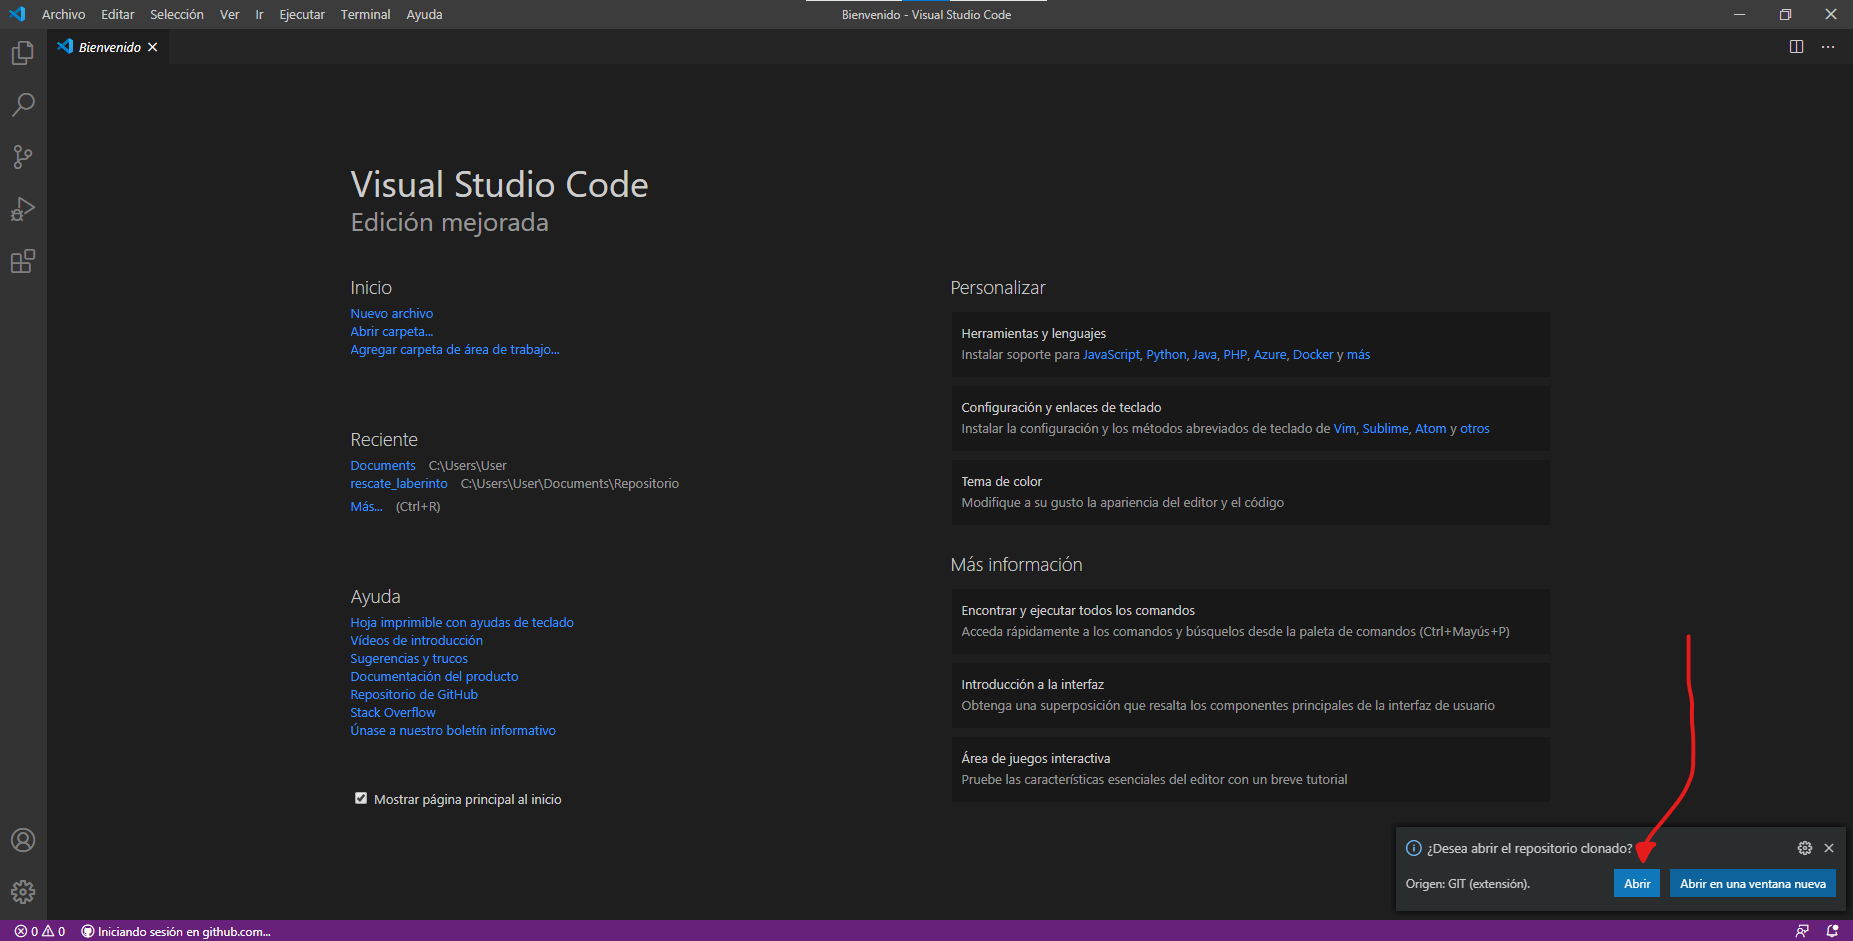 Archivo Editar Selección Ver Ir Ejecutar Terminal Ayuda
Bienvenido - Visual Studio Code
Bienvenido
Visual Studio Code
Edición mejorada
Inicio
Nuevo archivo
Abrir carpeta...
Agregar carpeta de área de trabajo...
Reciente
Documents C:\Users\User
rescate_laberinto C:\Users\User\Documents\Repositorio
Más... (Ctrl+R)
Ayuda
Hoja imprimible con ayudas de teclado
Vídeos de introducción
Sugerencias y trucos
Documentación del producto
Repositorio de GitHub
Stack Overflow
Únase a nuestro boletín informativo
Mostrar página principal al inicio
Personalizar
Herramientas y lenguajes
Instalar soporte para JavaScript, Python, Java, PHP, Azure, Docker y más
Configuración y enlaces de teclado
Instalar la configuración y los métodos abreviados de teclado de Vim, Sublime, Atom y otros
Tema de color
Modifique a su gusto la apariencia del editor y el código
Más información
Encontrar y ejecutar todos los comandos
Acceda rápidamente a los comandos y búsquelos desde la paleta de comandos (Ctrl+Mayús+P)
Introducción a la interfaz
Obtenga una superposición que resalta los componentes principales de la interfaz de usuario
Área de juegos interactiva
Pruebe las características esenciales del editor con un breve tutorial
¿Desea abrir el repositorio clonado?
Origen: GIT (extensión).
Abrir
Abrir en una ventana nueva
0 0 Iniciando sesión en github.com...